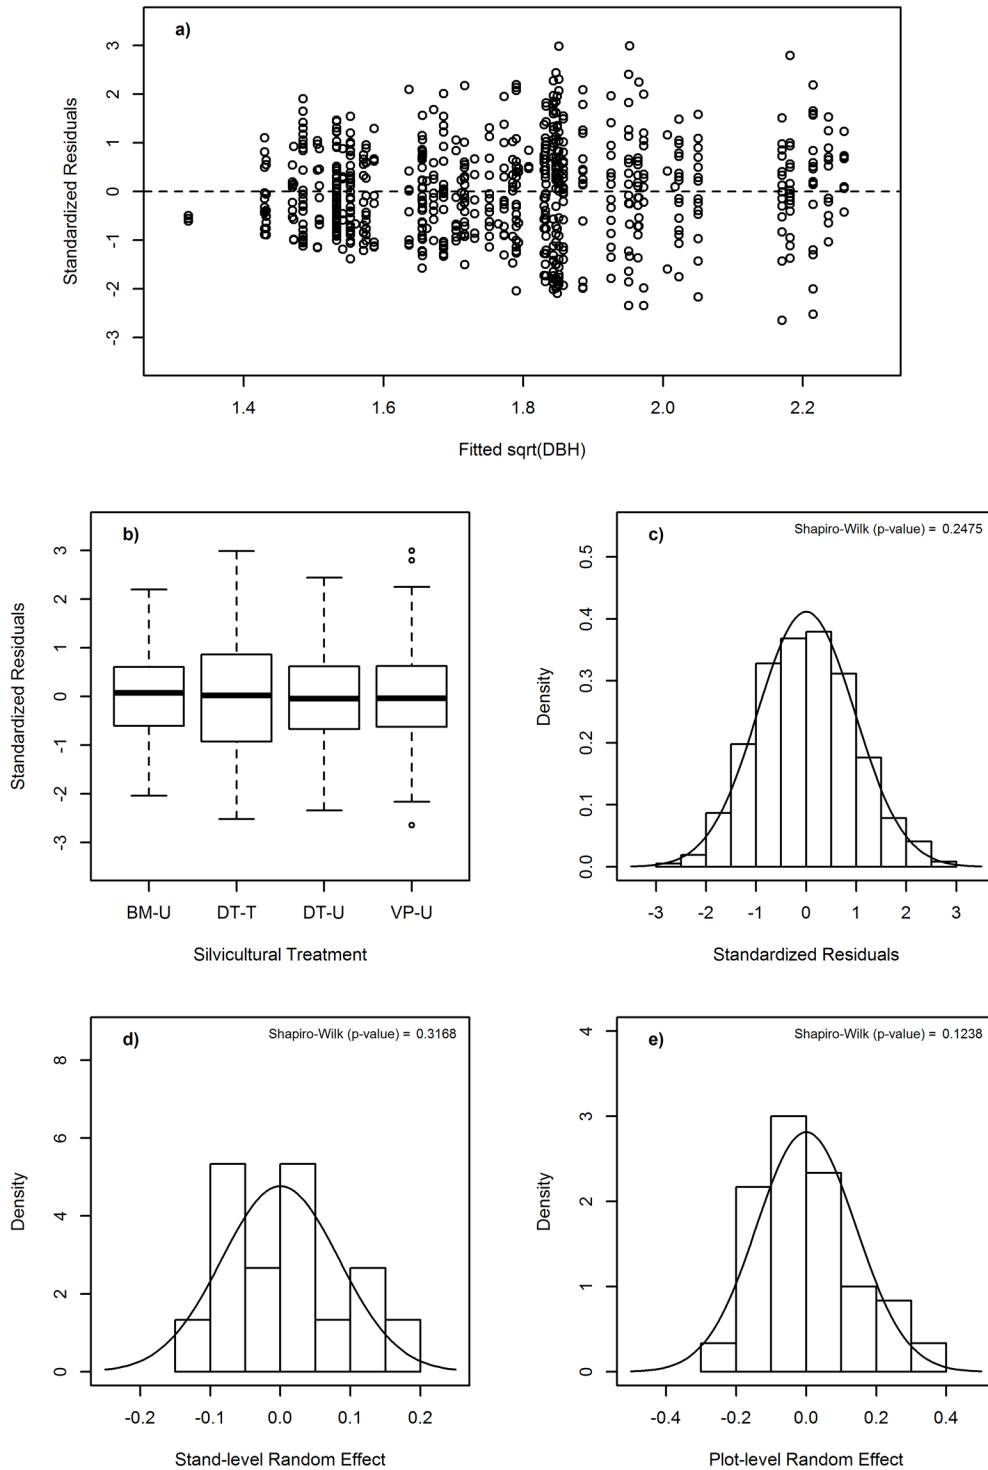 a)
Standardized Residuals
3
2
1
0
-1
-2
-3
1.4 1.6 1.8 2.0 2.2
Fitted sqrt(DBH)
b)
Standardized Residuals
3
2
1
0
-1
-2
-3
BM-U DT-T DT-U VP-U
Silvicultural Treatment
c)
Shapiro-Wilk (p-value) = 0.2475
Density
0.5
0.4
0.3
0.2
0.1
0.0
-3 -2 -1 0 1 2 3
Standardized Residuals
d)
Shapiro-Wilk (p-value) = 0.3168
Density
8
6
4
2
0
-0.2 -0.1 0.0 0.1 0.2
Stand-level Random Effect
e)
Shapiro-Wilk (p-value) = 0.1238
Density
4
3
2
1
0
-0.4 -0.2 0.0 0.2 0.4
Plot-level Random Effect